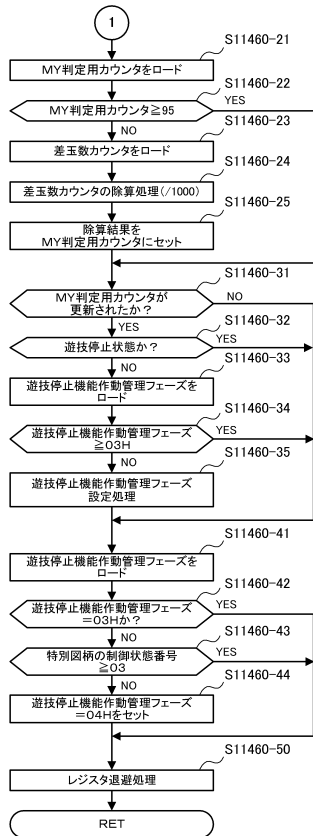 1
S11460-21
MY判定用カウンタをロード
S11460-22
MY判定用カウンタ≧95
YES
NO
S11460-23
差玉数カウンタをロード
S11460-24
差玉数カウンタの除算処理(/1000)
S11460-25
除算結果を
MY判定用カウンタにセット
S11460-31
MY判定用カウンタが
更新されたか?
NO
YES
S11460-32
遊技停止状態か?
YES
NO
S11460-33
遊技停止機能作動管理フェーズを
ロード
S11460-34
遊技停止機能作動管理フェーズ
≧03H
YES
NO
S11460-35
遊技停止機能作動管理フェーズ
設定処理
S11460-41
遊技停止機能作動管理フェーズを
ロード
S11460-42
遊技停止機能作動管理フェーズ
=03Hか?
YES
NO
S11460-43
特別図柄の制御状態番号
≧03
YES
NO
S11460-44
遊技停止機能作動管理フェーズ
=04Hをセット
S11460-50
レジスタ退避処理
RET